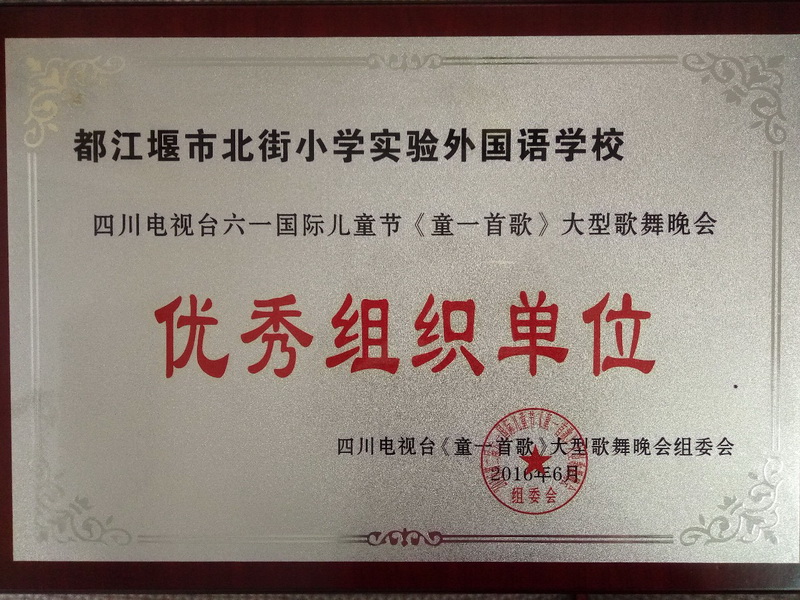 都江堰市北街小学实验外国语学校
四川电视台六一国际儿童节《童一首歌》大型歌舞晚会
优秀组织单位
四川电视台《童一首歌》大型歌舞晚会组委会
2016年6月
组委会